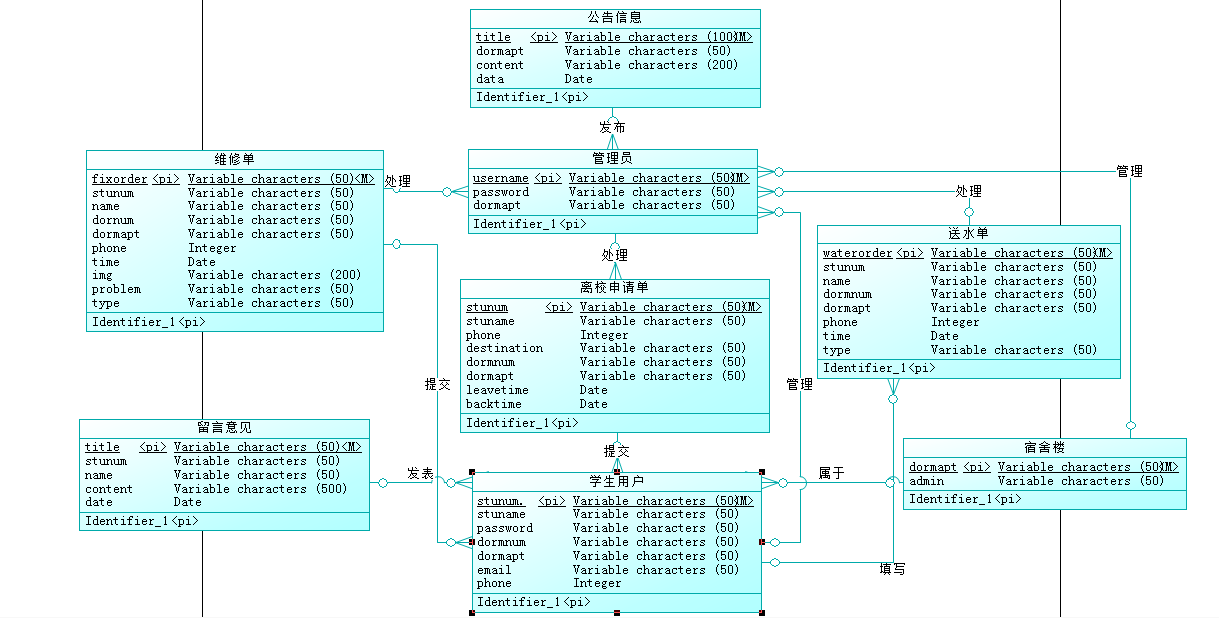 公告信息
title <pi> Variable characters (100)<M>
dormapt Variable characters (50)
content Variable characters (200)
data Date
Identifier_1 <pi>
发布
管理员
username <pi> Variable characters (50)<M>
password Variable characters (50)
dormapt Variable characters (50)
Identifier_1 <pi>
维修单
fixorder <pi> Variable characters (50) <M>
stunum Variable characters (50)
name Variable characters (50)
dornum Variable characters (50)
dormapt Variable characters (50)
phone Integer
time Date
img Variable characters (200)
problem Variable characters (50)
type Variable characters (50)
Identifier_1 <pi>
处理
管理
处理
送水单
waterorder <pi> Variable characters (50)<M>
stunum Variable characters (50)
name Variable characters (50)
dormnum Variable characters (50)
dormapt Variable characters (50)
phone Integer
time Date
type Variable characters (50)
Identifier_1 <pi>
处理
离校申请单
stunum <pi> Variable characters (50)<M>
stuname Variable characters (50)
phone Integer
destination Variable characters (50)
dormnum Variable characters (50)
dormapt Variable characters (50)
leavetime Date
backtime Date
Identifier_1 <pi>
提交
管理
留言意见
title <pi> Variable characters (50) <M>
stunum Variable characters (50)
name Variable characters (50)
content Variable characters (500)
date Date
Identifier_1 <pi>
发表
提交
属于
宿舍楼
dormapt <pi> Variable characters (50)<M>
admin Variable characters (50)
Identifier_1 <pi>
学生用户
stunum. <pi> Variable characters (50)<M>
stuname Variable characters (50)
password Variable characters (50)
dormnum Variable characters (50)
dormapt Variable characters (50)
email Variable characters (50)
phone Integer
Identifier_1 <pi>
填写